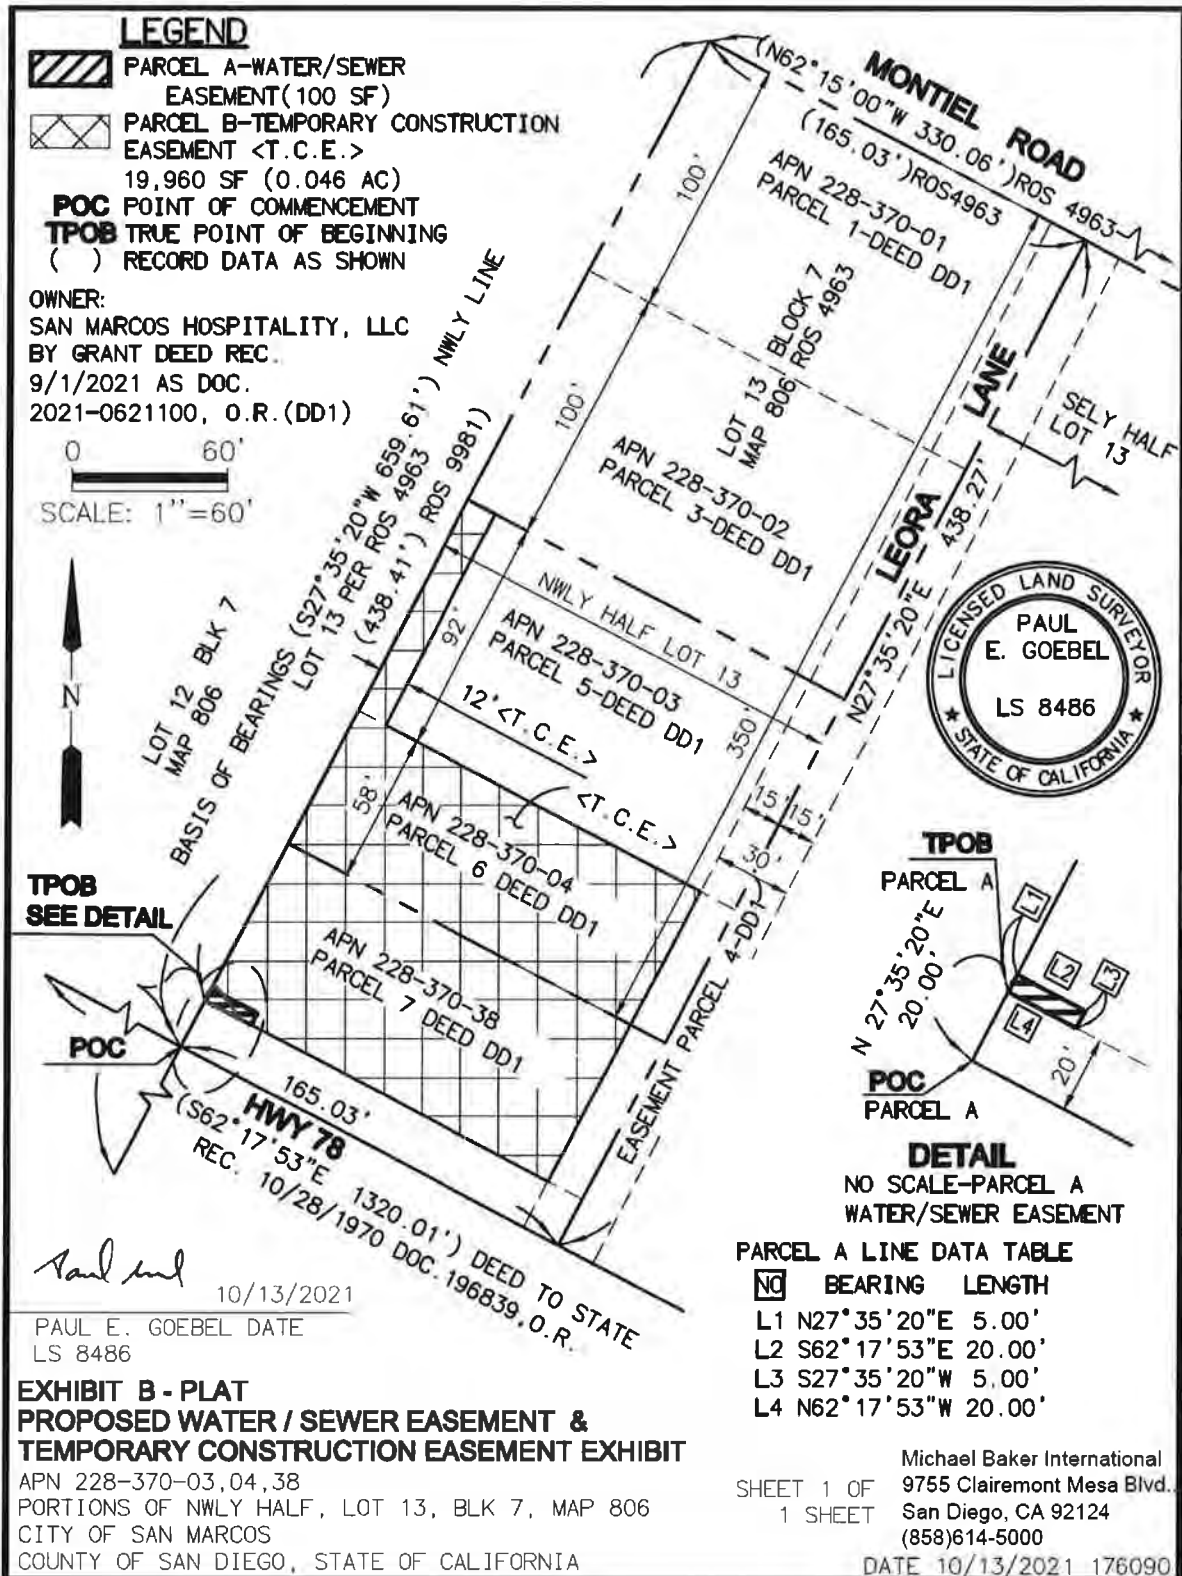 LEGEND
PARCEL A-WATER/SEWER
EASEMENT(100 SF)
PARCEL B-TEMPORARY CONSTRUCTION
EASEMENT <T.C.E.>
19,960 SF (0.046 AC)
POC POINT OF COMMENCEMENT
TPOB TRUE POINT OF BEGINNING
( ) RECORD DATA AS SHOWN
OWNER:
SAN MARCOS HOSPITALITY, LLC
BY GRANT DEED REC.
9/1/2021 AS DOC.
2021-0621100, O.R.(DD1)
0 60'
SCALE: 1''=60'
N
LOT 12 BLK 7
MAP 806
BASIS OF BEARINGS (S27°35'20"W 659.61') NWLY LINE
LOT 13 PER ROS 4963
(438.41') ROS 9981)
MONTIEL ROAD
(N62°15'00"W 330.06')ROS 4963
(165.03')ROS4963
APN 228-370-01
PARCEL 1-DEED DD1
100'
LOT 13 BLOCK 7
MAP 806 ROS 4963
100'
APN 228-370-02
PARCEL 3-DEED DD1
LEORA LANE
N27°35'20"E 438.27'
SELY HALF
LOT 13
NWLY HALF LOT 13
92'
APN 228-370-03
PARCEL 5-DEED DD1
12'<T.C.E.>
350'
<T.C.E.>
58'
APN 228-370-04
PARCEL 6 DEED DD1
15' 15'
30'
EASEMENT PARCEL 4-DD1
APN 228-370-38
PARCEL 7 DEED DD1
TPOB
SEE DETAIL
POC
165.03'
HWY 78
(S62°17'53"E 1320.01') DEED TO STATE
REC. 10/28/1970 DOC.196839,O.R.
LICENSED LAND SURVEYOR
PAUL
E. GOEBEL
LS 8486
STATE OF CALIFORNIA
TPOB
PARCEL A
N 27°35'20"E
20.00'
L1
L2
L3
L4
20'
POC
PARCEL A
DETAIL
NO SCALE-PARCEL A
WATER/SEWER EASEMENT
PARCEL A LINE DATA TABLE
NO BEARING LENGTH
L1 N27°35'20"E 5.00'
L2 S62°17'53"E 20.00'
L3 S27°35'20"W 5.00'
L4 N62°17'53"W 20.00'
10/13/2021
PAUL E. GOEBEL DATE
LS 8486
EXHIBIT B - PLAT
PROPOSED WATER / SEWER EASEMENT &
TEMPORARY CONSTRUCTION EASEMENT EXHIBIT
APN 228-370-03,04,38
PORTIONS OF NWLY HALF, LOT 13, BLK 7, MAP 806
CITY OF SAN MARCOS
COUNTY OF SAN DIEGO, STATE OF CALIFORNIA
SHEET 1 OF
1 SHEET
Michael Baker International
9755 Clairemont Mesa Blvd.
San Diego, CA 92124
(858)614-5000
DATE 10/13/2021 176090